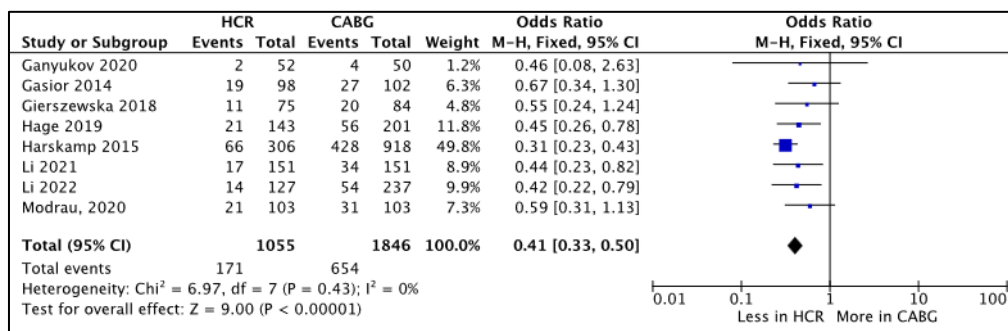 HCR CABG Odds Ratio Odds Ratio
Study or Subgroup Events Total Events Total Weight M-H, Fixed, 95% CI M-H, Fixed, 95% CI
Ganyukov 2020 2 52 4 50 1.2% 0.46 [0.08, 2.63]
Gasior 2014 19 98 27 102 6.3% 0.67 [0.34, 1.30]
Gierszewska 2018 11 75 20 84 4.8% 0.55 [0.24, 1.24]
Hage 2019 21 143 56 201 11.8% 0.45 [0.26, 0.78]
Harskamp 2015 66 306 428 918 49.8% 0.31 [0.23, 0.43]
Li 2021 17 151 34 151 8.9% 0.44 [0.23, 0.82]
Li 2022 14 127 54 237 9.9% 0.42 [0.22, 0.79]
Modrau, 2020 21 103 31 103 7.3% 0.59 [0.31, 1.13]
Total (95% CI) 1055 1846 100.0% 0.41 [0.33, 0.50]
Total events 171 654
Heterogeneity: Chi² = 6.97, df = 7 (P = 0.43); I² = 0%
Test for overall effect: Z = 9.00 (P < 0.00001)
0.01 0.1 1 10 100
Less in HCR More in CABG